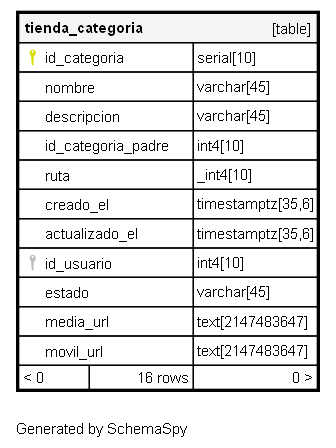 tienda_categoria [table]
id_categoria serial[10]
nombre varchar[45]
descripcion varchar[45]
id_categoria_padre int4[10]
ruta _int4[10]
creado_el timestamptz[35,6]
actualizado_el timestamptz[35,6]
id_usuario int4[10]
estado varchar[45]
media_url text[2147483647]
movil_url text[2147483647]
< 0 16 rows 0 >
Generated by SchemaSpy